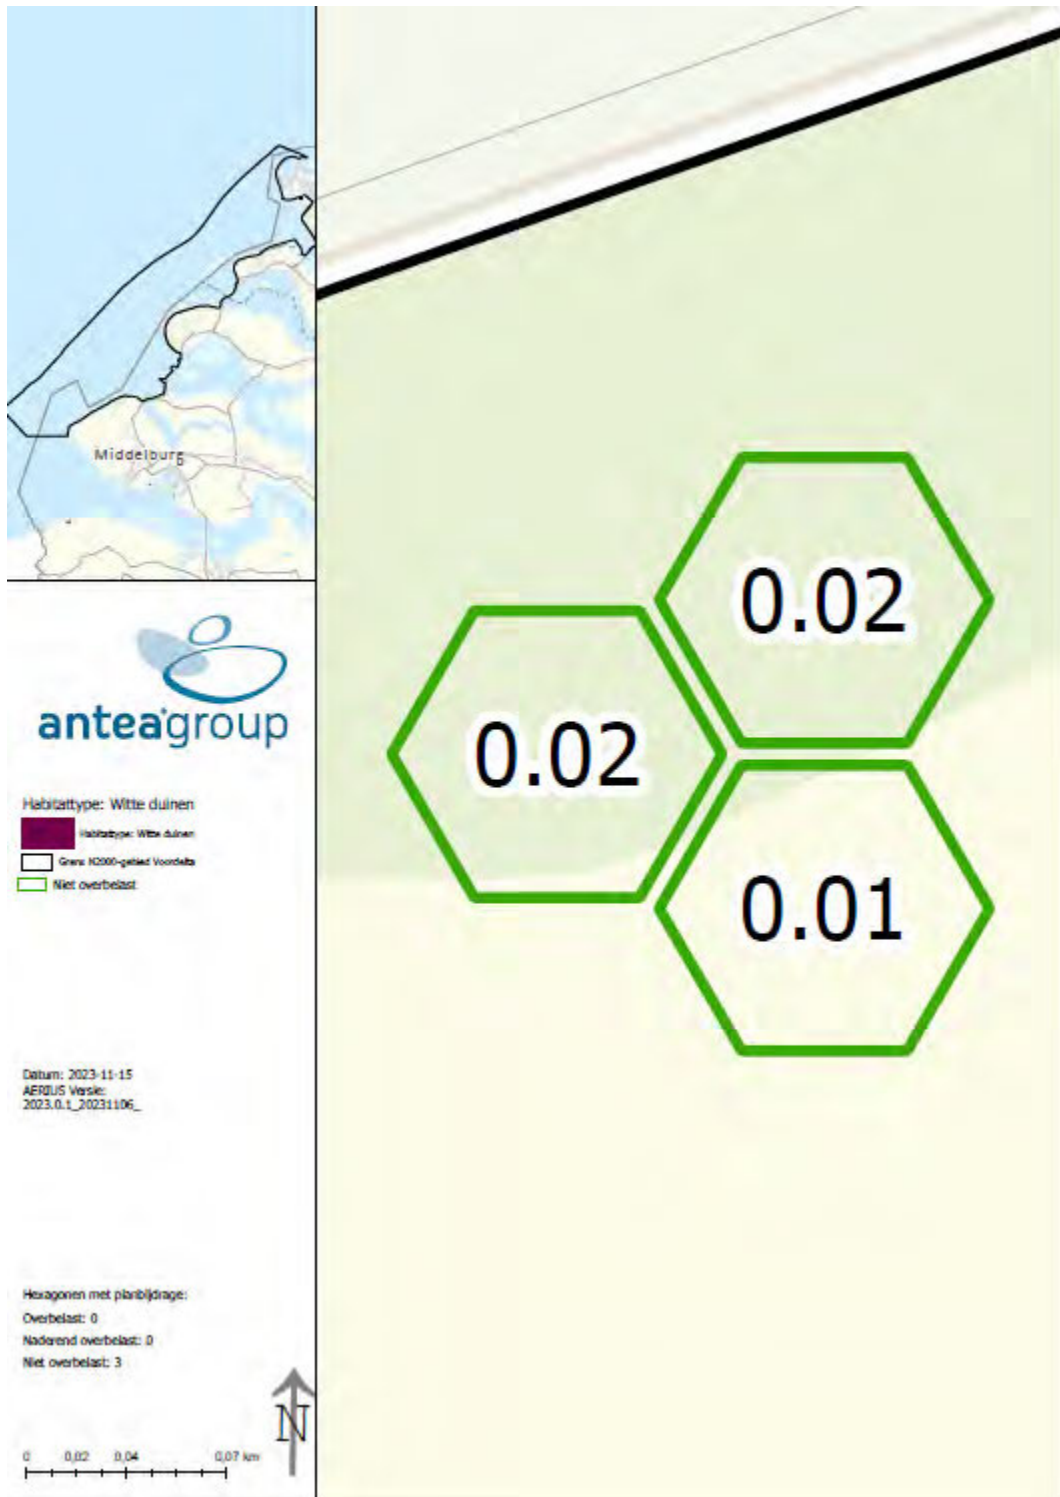 Middelburg
anteagroup
Habitattype: Witte duinen
Habitattype: Witte duinen
Grens N2000-gebied Voordelta
Niet overbelast
Datum: 2023-11-15
AERIUS Versie:
2023.0.1_20231106_
Hexagonen met planbijdrage:
Overbelast: 0
Naderend overbelast: 0
Niet overbelast: 3
N
0 0,02 0,04 0,07 km
0.02
0.02
0.01